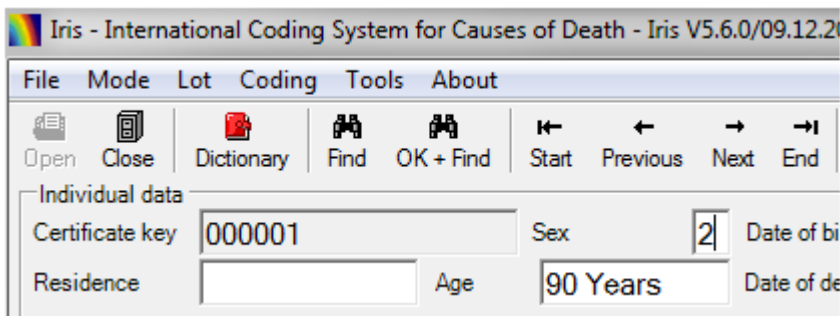 Iris - International Coding System for Causes of Death - Iris V5.6.0/09.12.20
File Mode Lot Coding Tools About
Open Close Dictionary Find OK + Find Start Previous Next End
Individual data
Certificate key 000001 Sex 2 Date of bi
Residence Age 90 Years Date of de